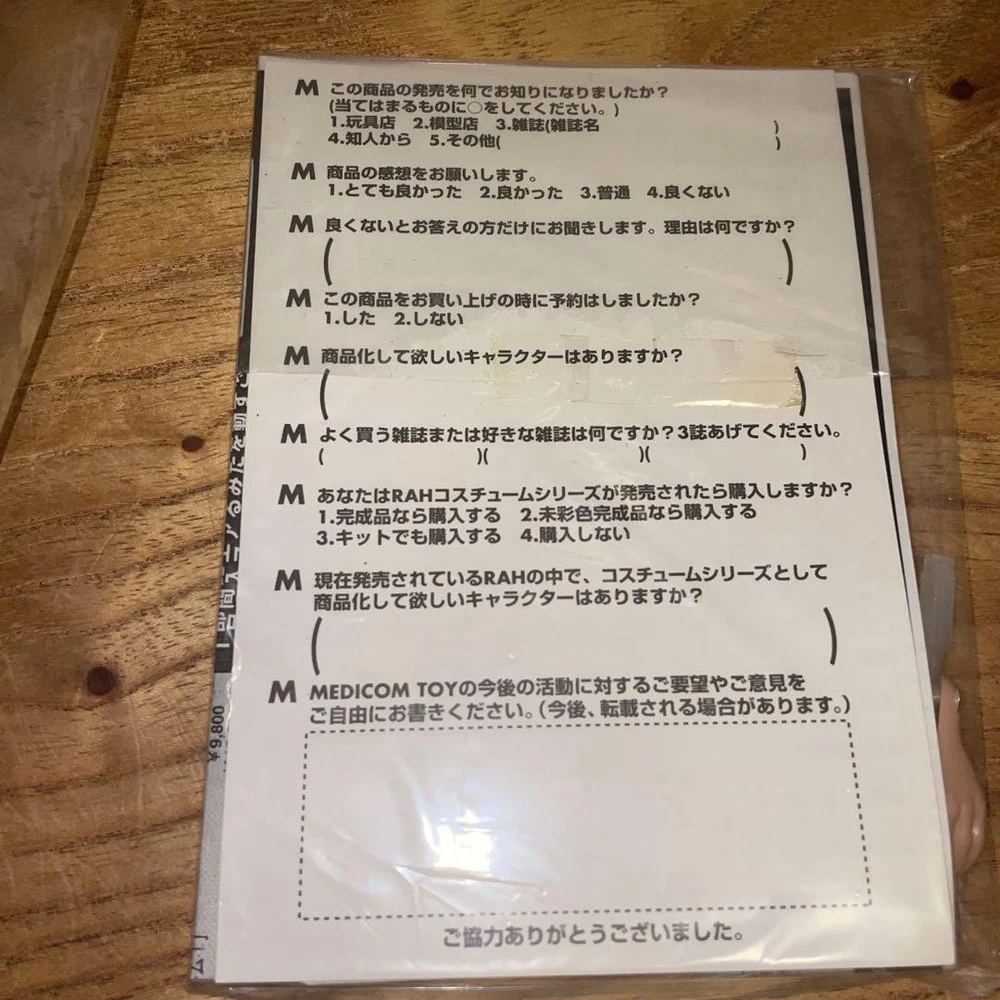 M この商品の発売を何でお知りになりましたか?
(当てはまるものに○をしてください。)
1.玩具店 2.模型店 3.雑誌(雑誌名 )
4.知人から 5.その他( )
M 商品の感想をお願いします。
1.とても良かった 2.良かった 3.普通 4.良くない
M 良くないとお答えの方だけにお聞きします。理由は何ですか?
( )
M この商品をお買い上げの時に予約はしましたか?
1.した 2.しない
M 商品化して欲しいキャラクターはありますか?
( )
M よく買う雑誌または好きな雑誌は何ですか?3誌あげてください。
( )( )( )
M あなたはRAHコスチュームシリーズが発売されたら購入しますか?
1.完成品なら購入する 2.未彩色完成品なら購入する
3.キットでも購入する 4.購入しない
M 現在発売されているRAHの中で、コスチュームシリーズとして
商品化して欲しいキャラクターはありますか?
( )
M MEDICOM TOYの今後の活動に対するご要望やご意見を
ご自由にお書きください。(今後、転載される場合があります。)
ご協力ありがとうございました。
¥9,800